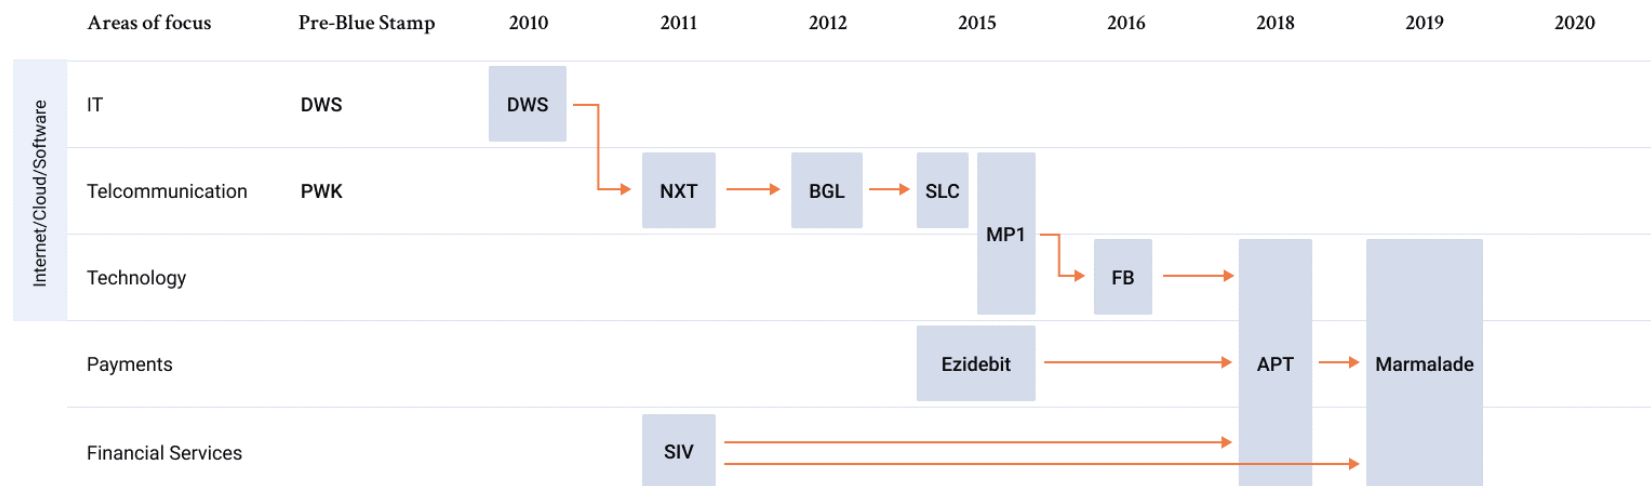 Areas of focus Pre-Blue Stamp 2010 2011 2012 2015 2016 2018 2019 2020
Internet/Cloud/Software
IT DWS DWS
Telcommunication PWK NXT BGL SLC
MP1
Technology FB
Payments Ezidebit APT Marmalade
Financial Services SIV